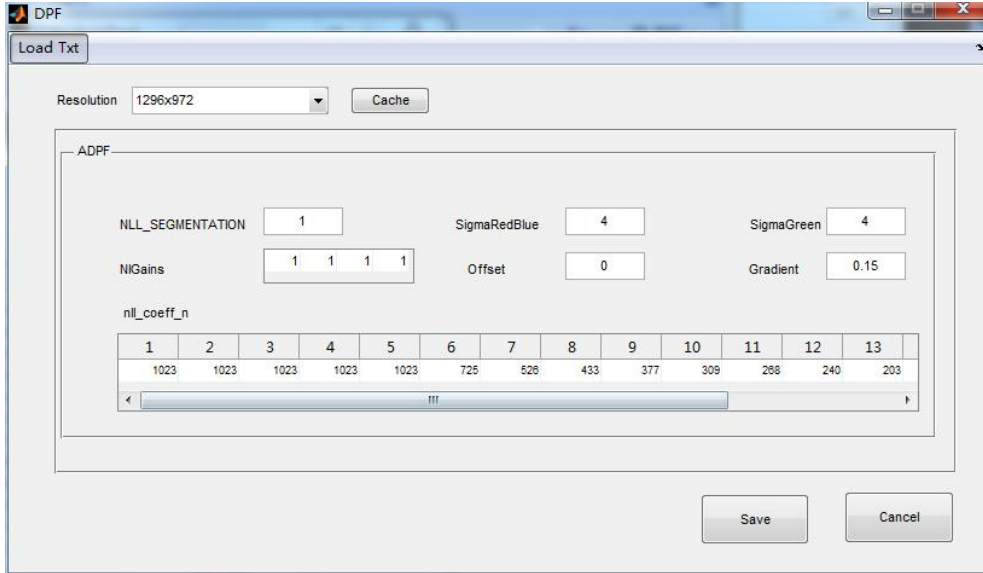 DPF
Load Txt
Resolution 1296x972 Cache
ADPF
NLL_SEGMENTATION 1 SigmaRedBlue 4 SigmaGreen 4
NlGains 1 1 1 1 Offset 0 Gradient 0.15
nll_coeff_n
1 2 3 4 5 6 7 8 9 10 11 12 13
1023 1023 1023 1023 1023 725 526 433 377 309 268 240 203
Save Cancel